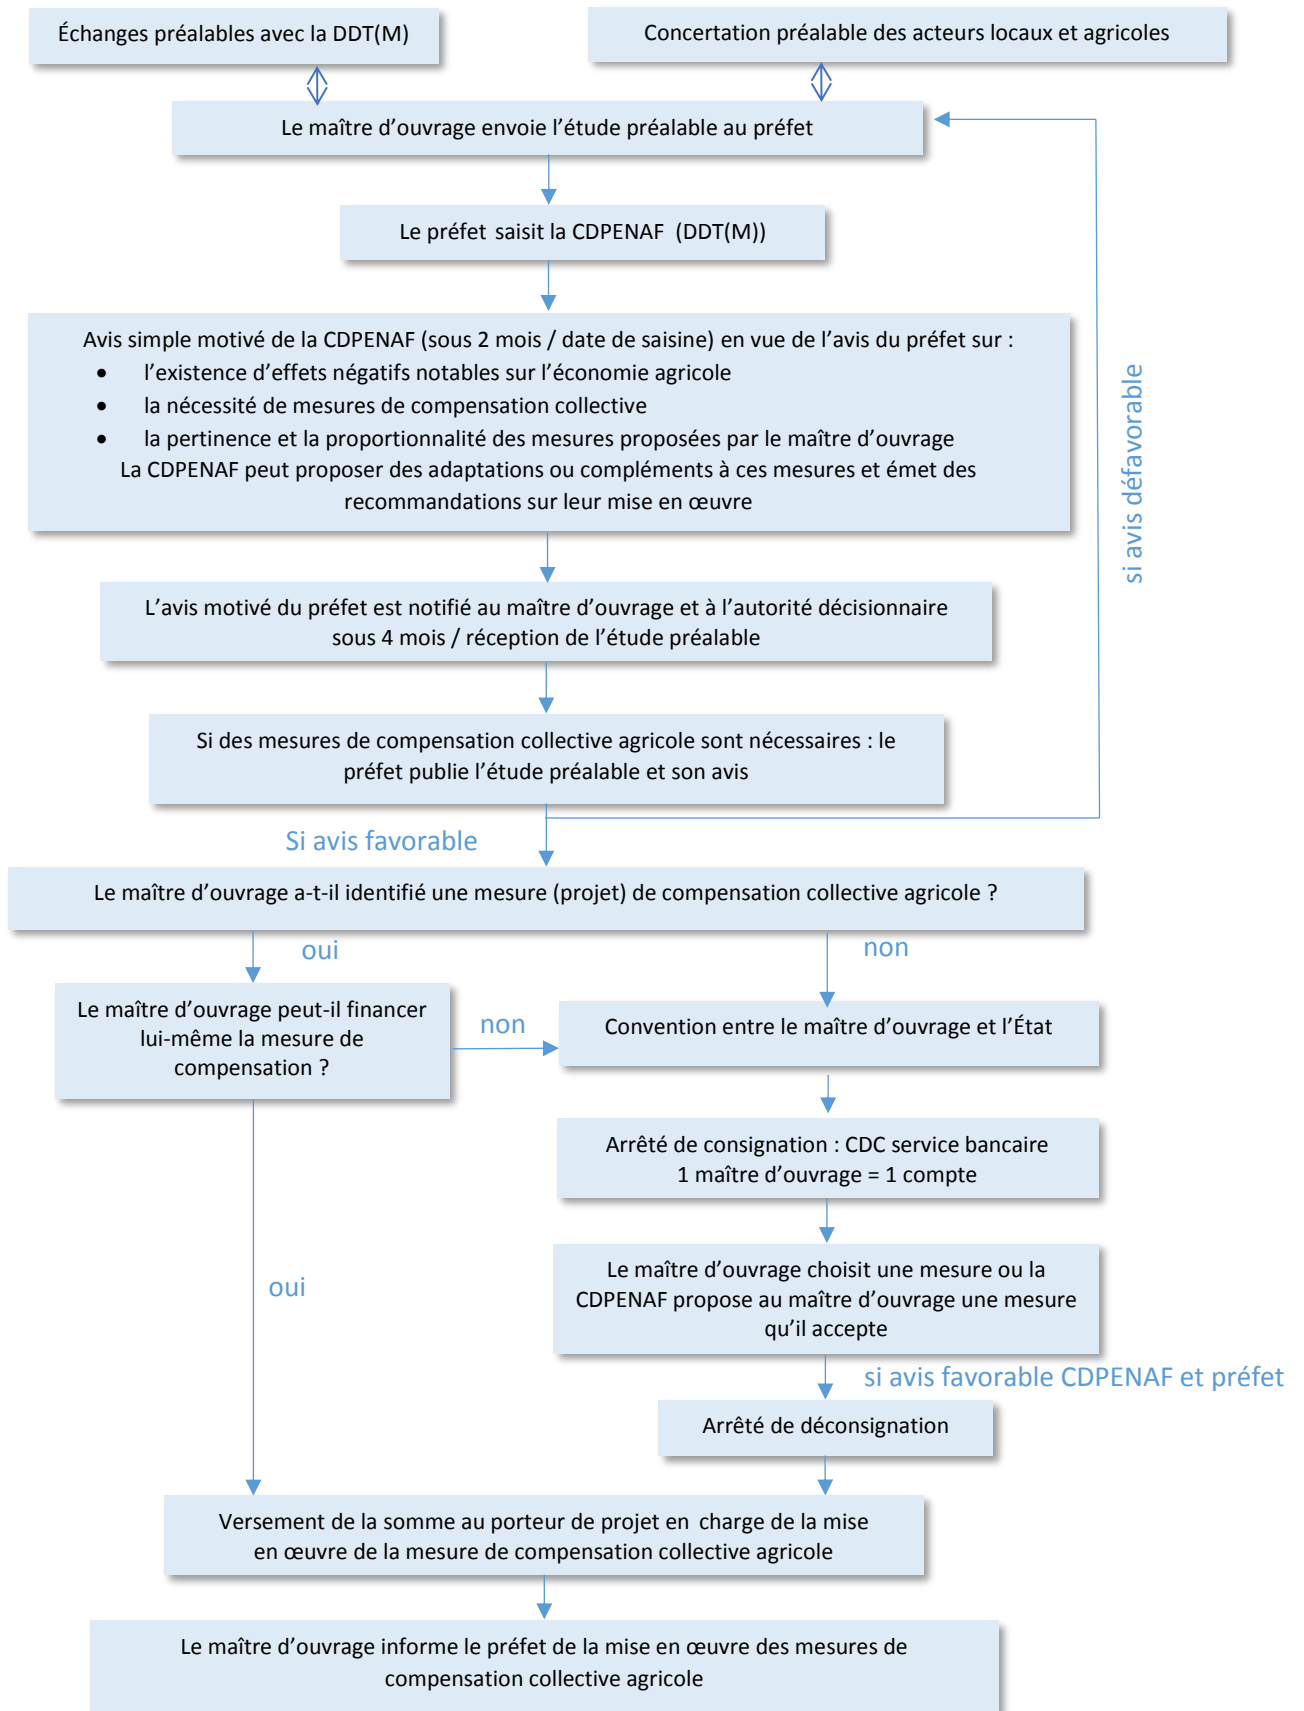 Échanges préalables avec la DDT(M)
Concertation préalable des acteurs locaux et agricoles
Le maître d'ouvrage envoie l'étude préalable au préfet
Le préfet saisit la CDPENAF (DDT(M))
Avis simple motivé de la CDPENAF (sous 2 mois / date de saisine) en vue de l'avis du préfet sur :
• l'existence d'effets négatifs notables sur l'économie agricole
• la nécessité de mesures de compensation collective
• la pertinence et la proportionnalité des mesures proposées par le maître d'ouvrage
La CDPENAF peut proposer des adaptations ou compléments à ces mesures et émet des
recommandations sur leur mise en œuvre
si avis défavorable
L'avis motivé du préfet est notifié au maître d'ouvrage et à l'autorité décisionnaire
sous 4 mois / réception de l'étude préalable
Si des mesures de compensation collective agricole sont nécessaires : le
préfet publie l'étude préalable et son avis
Si avis favorable
Le maître d'ouvrage a-t-il identifié une mesure (projet) de compensation collective agricole ?
oui
non
Le maître d'ouvrage peut-il financer
lui-même la mesure de
compensation ?
non
Convention entre le maître d'ouvrage et l'État
Arrêté de consignation : CDC service bancaire
1 maître d'ouvrage = 1 compte
oui
Le maître d'ouvrage choisit une mesure ou la
CDPENAF propose au maître d'ouvrage une mesure
qu'il accepte
si avis favorable CDPENAF et préfet
Arrêté de déconsignation
Versement de la somme au porteur de projet en charge de la mise
en œuvre de la mesure de compensation collective agricole
Le maître d'ouvrage informe le préfet de la mise en œuvre des mesures de
compensation collective agricole